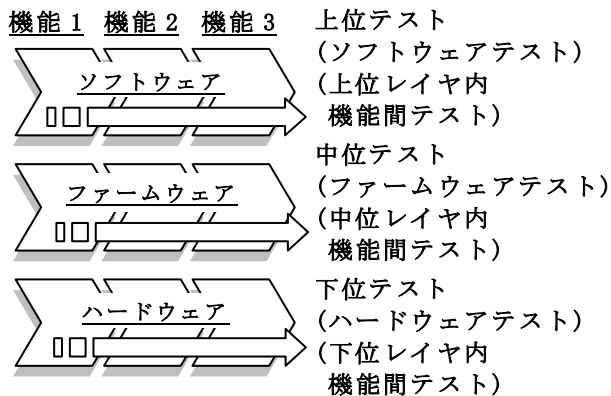 機能1 機能2 機能3
上位テスト
(ソフトウェアテスト)
(上位レイヤ内
機能間テスト)
ソフトウェア
中位テスト
(ファームウェアテスト)
(中位レイヤ内
機能間テスト)
ファームウェア
下位テスト
(ハードウェアテスト)
(下位レイヤ内
機能間テスト)
ハードウェア